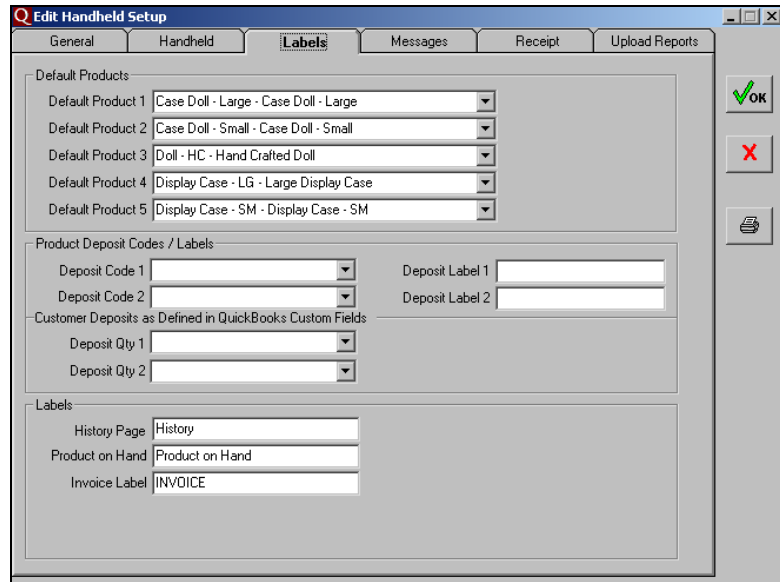 Q Edit Handheld Setup
General Handheld Labels Messages Receipt Upload Reports
Default Products
Default Product 1 Case Doll - Large - Case Doll - Large
Default Product 2 Case Doll - Small - Case Doll - Small
Default Product 3 Doll - HC - Hand Crafted Doll
Default Product 4 Display Case - LG - Large Display Case
Default Product 5 Display Case - SM - Display Case - SM
Product Deposit Codes / Labels
Deposit Code 1 Deposit Label 1
Deposit Code 2 Deposit Label 2
Customer Deposits as Defined in QuickBooks Custom Fields
Deposit Qty 1
Deposit Qty 2
Labels
History Page History
Product on Hand Product on Hand
Invoice Label INVOICE
OK
X